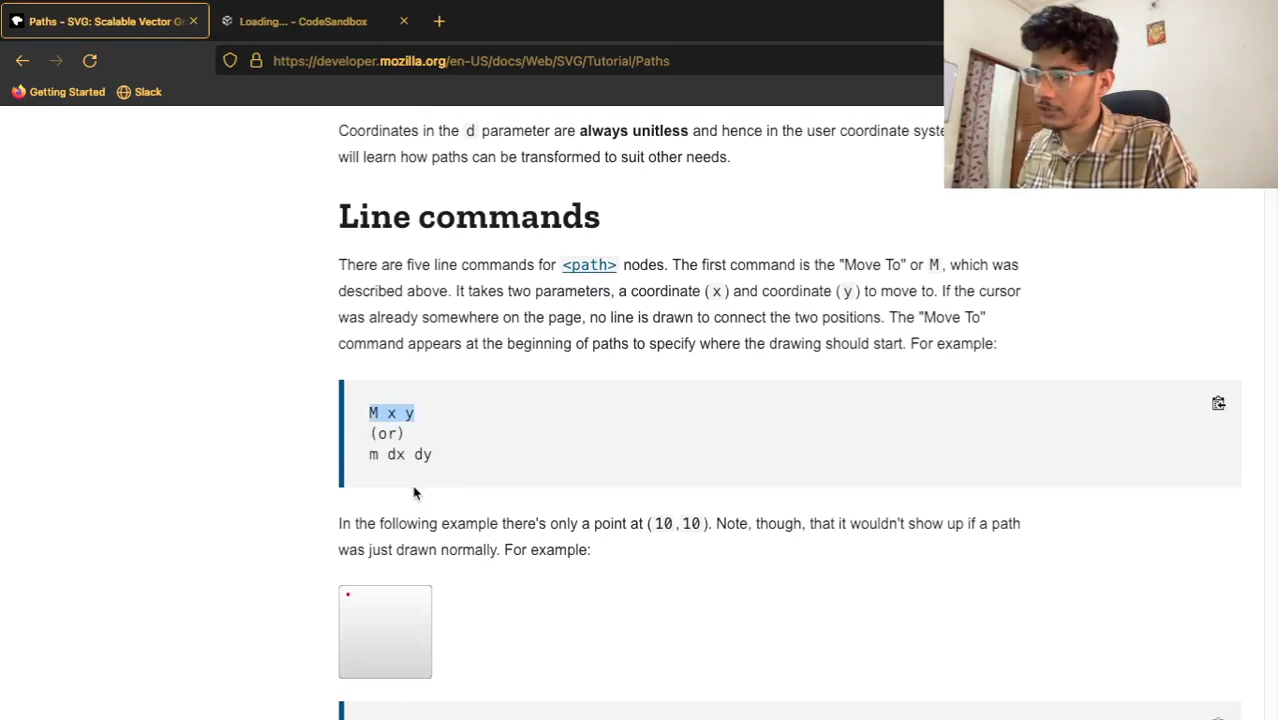 Paths - SVG: Scalable Vector Gr
Loading... - CodeSandbox
https://developer.mozilla.org/en-US/docs/Web/SVG/Tutorial/Paths
Getting Started
Slack
Coordinates in the d parameter are always unitless and hence in the user coordinate
will learn how paths can be transformed to suit other needs.
Line commands
There are five line commands for <path> nodes. The first command is the "Move To" or M, which was
described above. It takes two parameters, a coordinate (x) and coordinate (y) to move to. If the cursor
was already somewhere on the page, no line is drawn to connect the two positions. The "Move To"
command appears at the beginning of paths to specify where the drawing should start. For example:
M x y
(or)
m dx dy
In the following example there's only a point at (10,10). Note, though, that it wouldn't show up if a path
was just drawn normally. For example: